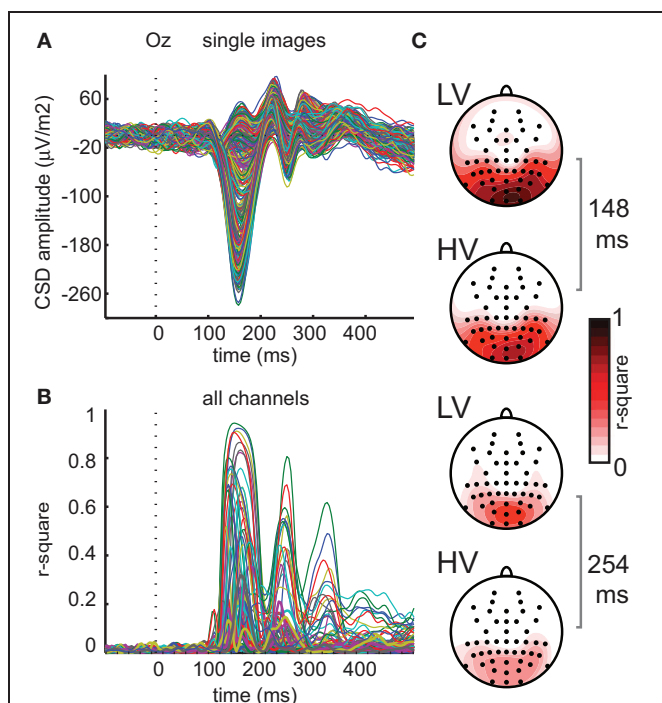 A
Oz single images
60
-20
-100
-180
-260
CSD amplitude (µV/m2)
0 100 200 300 400
time (ms)
B
all channels
1
0.8
0.6
0.4
0.2
0
r-square
0 100 200 300 400
time (ms)
C
LV
HV
148
ms
1
r-square
0
LV
HV
254
ms